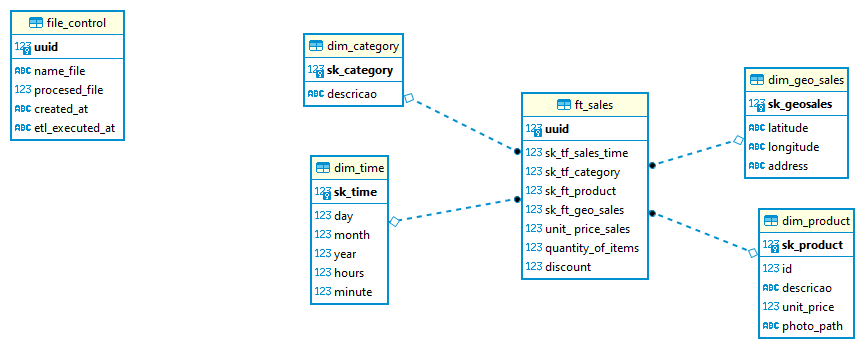 file_control
123 uuid
ABC name_file
123 procesed_file
ABC created_at
ABC etl_executed_at
dim_category
123 sk_category
ABC descricao
dim_time
123 sk_time
123 day
123 month
123 year
123 hours
123 minute
ft_sales
123 uuid
123 sk_tf_sales_time
123 sk_tf_category
123 sk_ft_product
123 sk_ft_geo_sales
123 unit_ price_sales
123 quantity_of_items
123 discount
dim_geo_sales
123 sk_geosales
ABC latitude
ABC longitude
ABC address
dim_product
123 sk_product
123 id
ABC descricao
123 unit_price
ABC photo_path